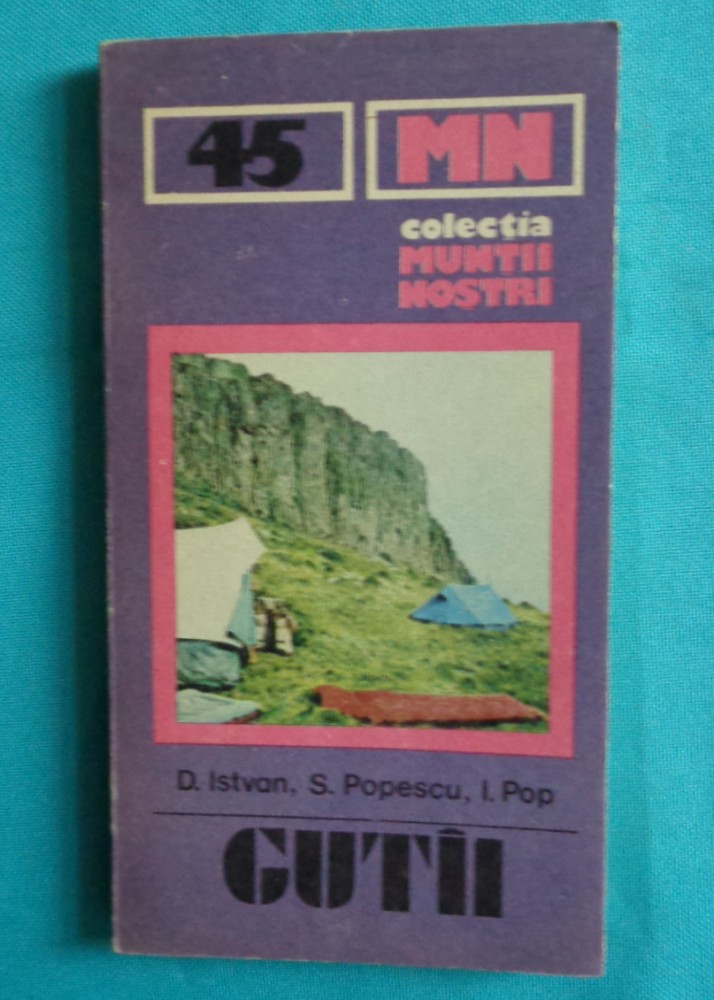 45
MN
colecția
MUNȚII
NOȘTRI
D. Istvan, S. Popescu, I. Pop
GUTÎI